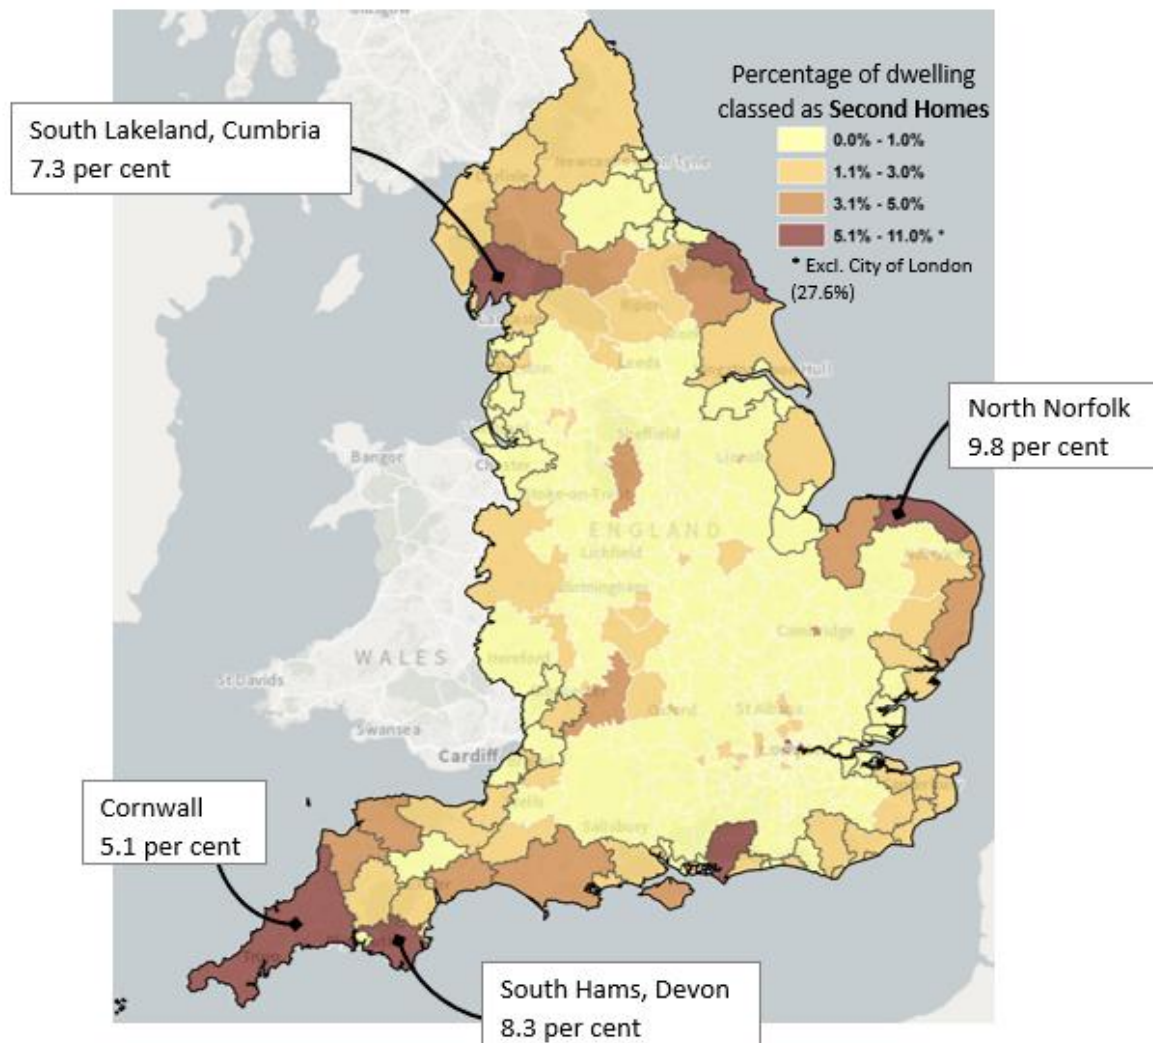 Percentage of dwelling
classed as Second Homes
0.0% - 1.0%
1.1% - 3.0%
3.1% - 5.0%
5.1% - 11.0% *
* Excl. City of London
(27.6%)
South Lakeland, Cumbria
7.3 per cent
North Norfolk
9.8 per cent
Cornwall
5.1 per cent
South Hams, Devon
8.3 per cent
Leeds
Sheffield
Bangor
Chester
ENGLAND
Lichfield
Birmingham
Cambridge
WALES
Hereford
St Davids
Oxford
St Albans
Swansea
Cardiff
Salisbury